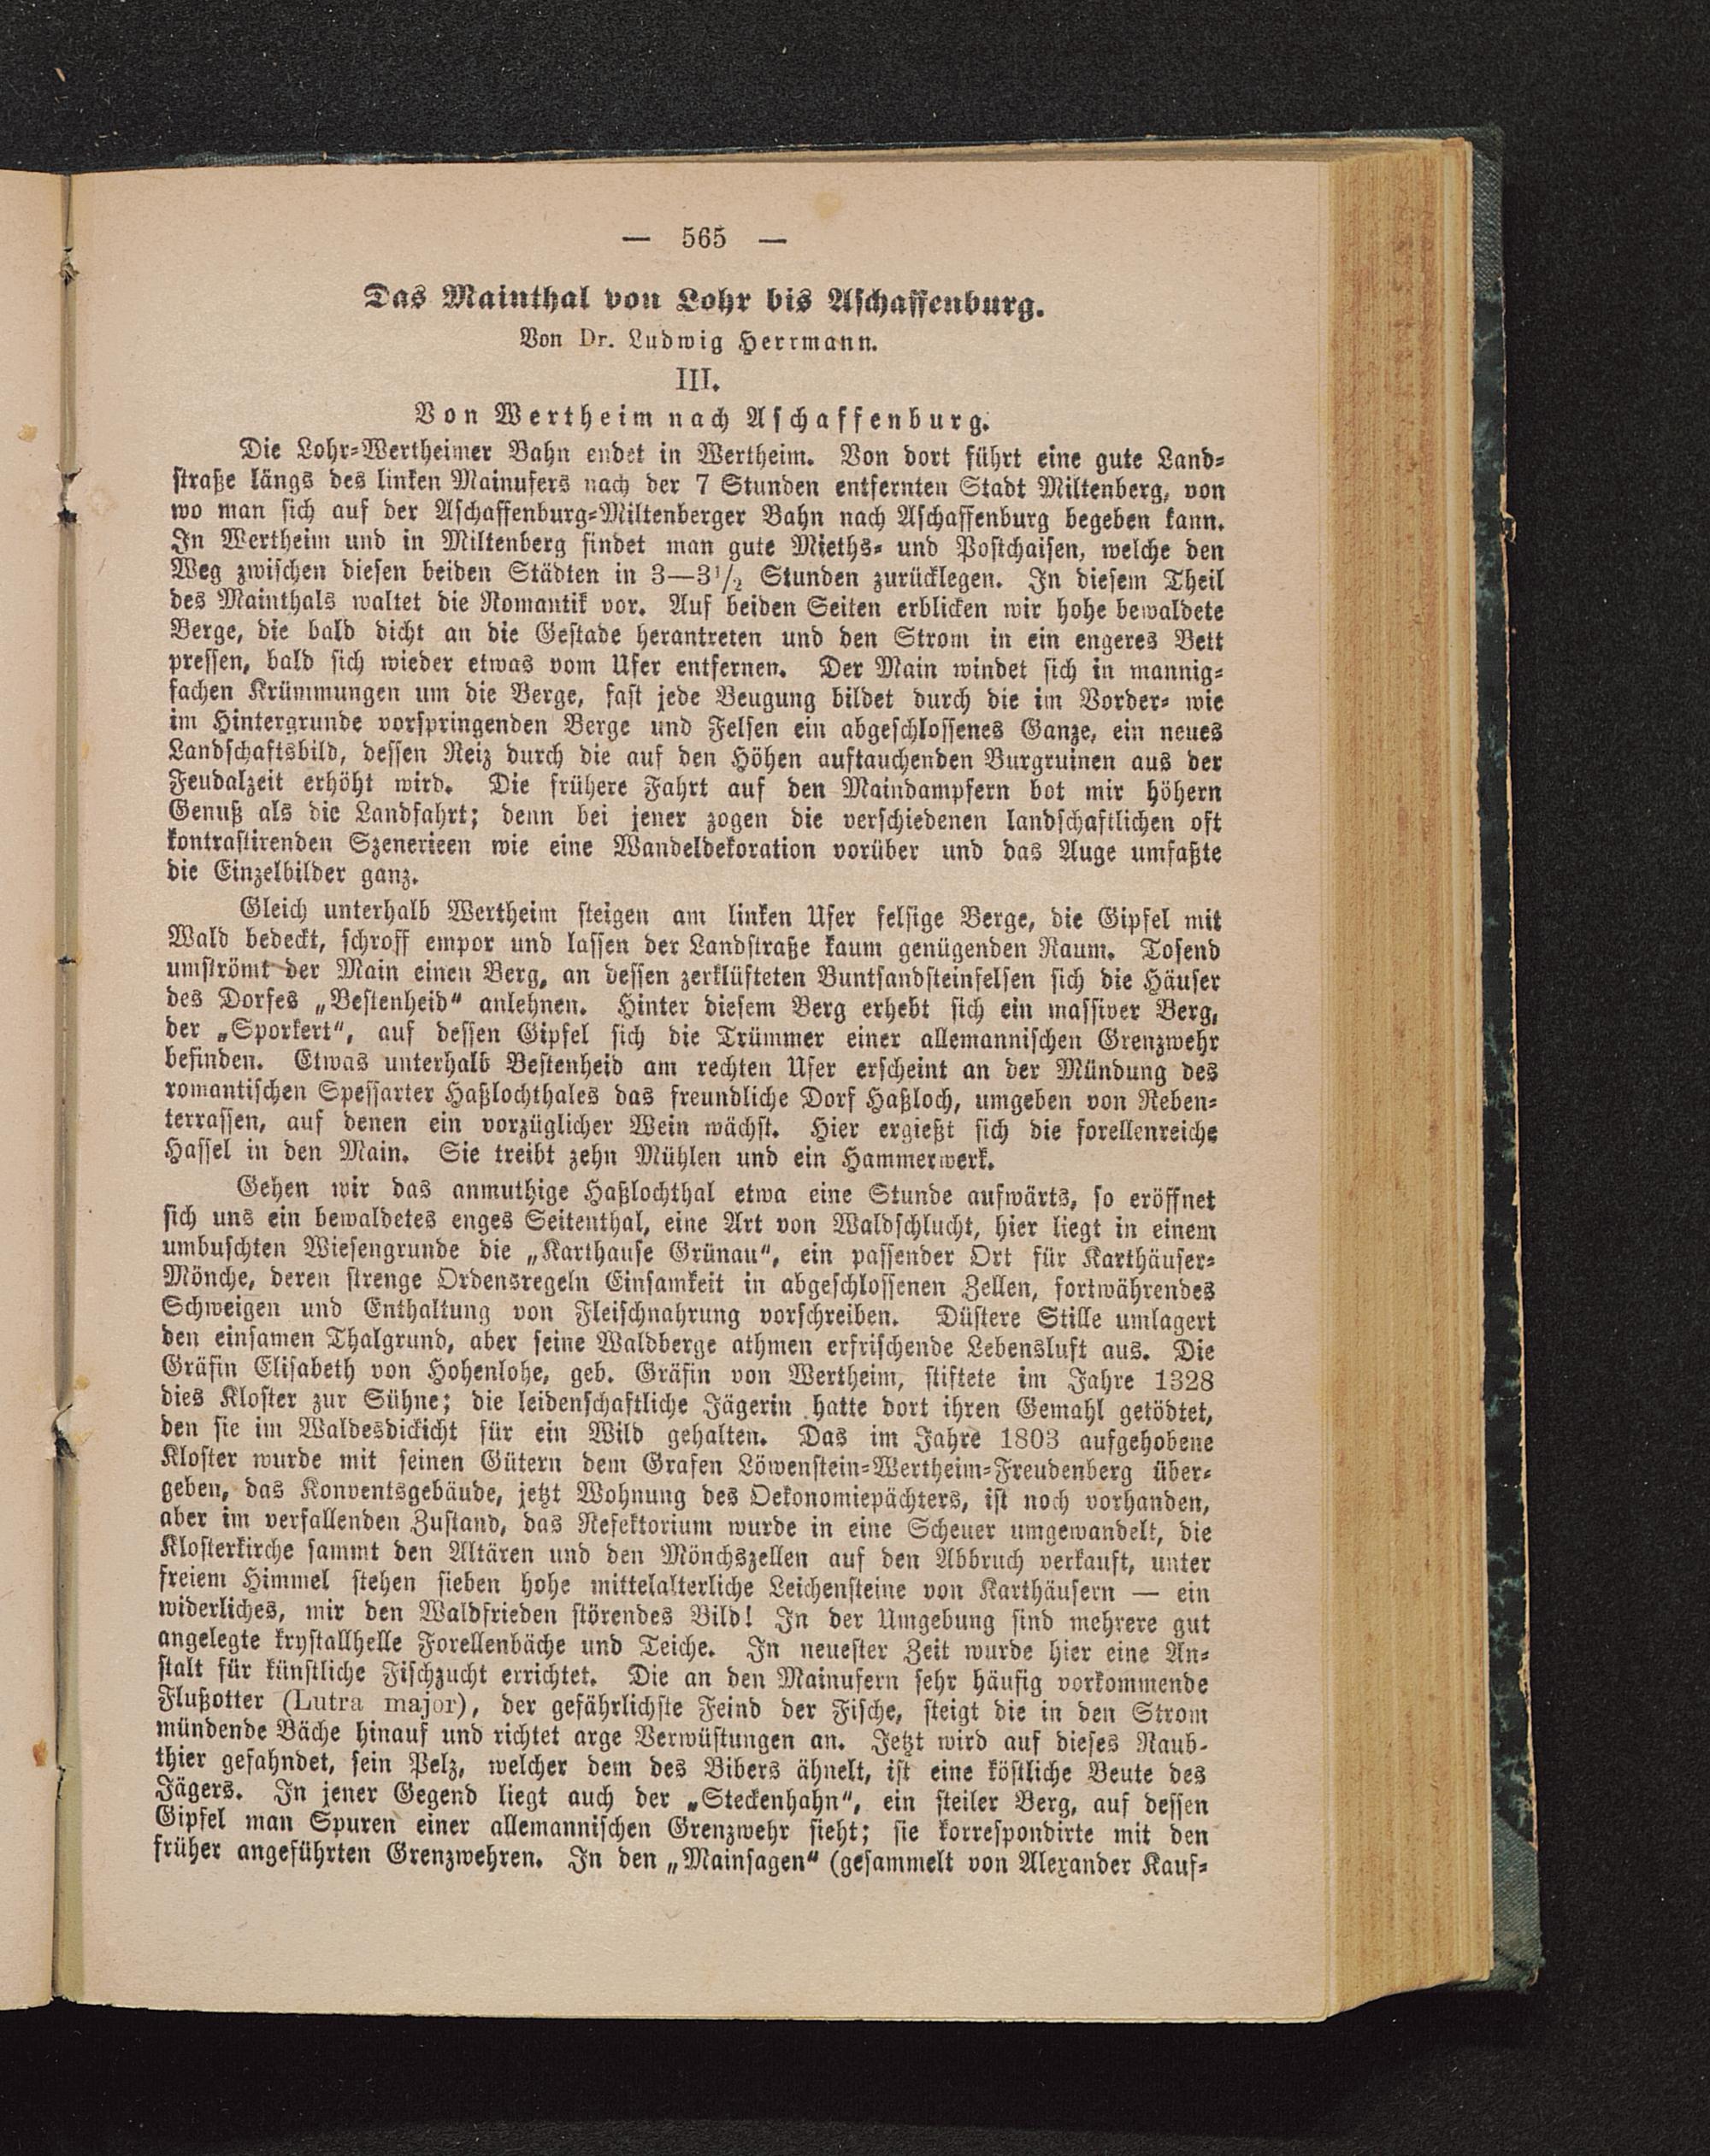 — 565 —
Das Mainthal von Lohr bis Aschaffenburg.
Von Dr. Ludwig Herrmann.
III.
Von Wertheim nach Aschaffenburg.
Die Lohr-Wertheimer Bahn endet in Wertheim. Von dort führt eine gute Land-
straße längs des linken Mainufers nach der 7 Stunden entfernten Stadt Miltenberg, von
wo man sich auf der Aschaffenburg-Miltenberger Bahn nach Aschaffenburg begeben kann.
In Wertheim und in Miltenberg findet man gute Mieths- und Postchaisen, welche den
Weg zwischen diesen beiden Städten in 3—3½ Stunden zurücklegen. In diesem Theil
des Mainthals waltet die Romantik vor. Auf beiden Seiten erblicken wir hohe bewaldete
Berge, die bald dicht an die Gestade herantreten und den Strom in ein engeres Bett
pressen, bald sich wieder etwas vom Ufer entfernen. Der Main windet sich in mannig-
fachen Krümmungen um die Berge, fast jede Beugung bildet durch die im Vorder- wie
im Hintergrunde vorspringenden Berge und Felsen ein abgeschlossenes Ganze, ein neues
Landschaftsbild, dessen Reiz durch die auf den Höhen auftauchenden Burgruinen aus der
Feudalzeit erhöht wird. Die frühere Fahrt auf den Maindampfern bot mir höhern
Genuß als die Landfahrt; denn bei jener zogen die verschiedenen landschaftlichen oft
kontrastirenden Szenerieen wie eine Wandeldekoration vorüber und das Auge umfaßte
die Einzelbilder ganz.
Gleich unterhalb Wertheim steigen am linken Ufer felsige Berge, die Gipfel mit
Wald bedeckt, schroff empor und lassen der Landstraße kaum genügenden Raum. Tosend
umströmt der Main einen Berg, an dessen zerklüfteten Buntsandsteinfelsen sich die Häuser
des Dorfes „Bestenheid“ anlehnen. Hinter diesem Berg erhebt sich ein massiver Berg,
der „Sporkert“, auf dessen Gipfel sich die Trümmer einer allemannischen Grenzwehr
befinden. Etwas unterhalb Bestenheid am rechten Ufer erscheint an der Mündung des
romantischen Spessarter Haßlochthales das freundliche Dorf Haßloch, umgeben von Reben-
terrassen, auf denen ein vorzüglicher Wein wächst. Hier ergießt sich die forellenreiche
Hassel in den Main. Sie treibt zehn Mühlen und ein Hammerwerk.
Gehen wir das anmuthige Haßlochthal etwa eine Stunde aufwärts, so eröffnet
sich uns ein bewaldetes enges Seitenthal, eine Art von Waldschlucht, hier liegt in einem
umbuschten Wiesengrunde die „Karthause Grünau“, ein passender Ort für Karthäuser-
Mönche, deren strenge Ordensregeln Einsamkeit in abgeschlossenen Zellen, fortwährendes
Schweigen und Enthaltung von Fleischnahrung vorschreiben. Düstere Stille umlagert
den einsamen Thalgrund, aber seine Waldberge athmen erfrischende Lebensluft aus. Die
Gräfin Elisabeth von Hohenlohe, geb. Gräfin von Wertheim, stiftete im Jahre 1328
dies Kloster zur Sühne; die leidenschaftliche Jägerin hatte dort ihren Gemahl getödtet,
den sie im Waldesdickicht für ein Wild gehalten. Das im Jahre 1803 aufgehobene
Kloster wurde mit seinen Gütern dem Grafen Löwenstein-Wertheim-Freudenberg über-
geben, das Konventsgebäude, jetzt Wohnung des Oekonomiepächters, ist noch vorhanden,
aber im verfallenden Zustand, das Refektorium wurde in eine Scheuer umgewandelt, die
Klosterkirche sammt den Altären und den Mönchszellen auf den Abbruch verkauft, unter
freiem Himmel stehen sieben hohe mittelalterliche Leichensteine von Karthäusern — ein
widerliches, mir den Waldfrieden störendes Bild! In der Umgebung sind mehrere gut
angelegte krystallhelle Forellenbäche und Teiche. In neuester Zeit wurde hier eine An-
stalt für künstliche Fischzucht errichtet. Die an den Mainufern sehr häufig vorkommende
Flußotter (Lutra major), der gefährlichste Feind der Fische, steigt die in den Strom
mündende Bäche hinauf und richtet arge Verwüstungen an. Jetzt wird auf dieses Raub-
thier gefahndet, sein Pelz, welcher dem des Bibers ähnelt, ist eine köstliche Beute des
Jägers. In jener Gegend liegt auch der „Steckenhahn“, ein steiler Berg, auf dessen
Gipfel man Spuren einer allemannischen Grenzwehr sieht; sie korrespondirte mit den
früher angeführten Grenzwehren. In den „Mainsagen“ (gesammelt von Alexander Kauf-